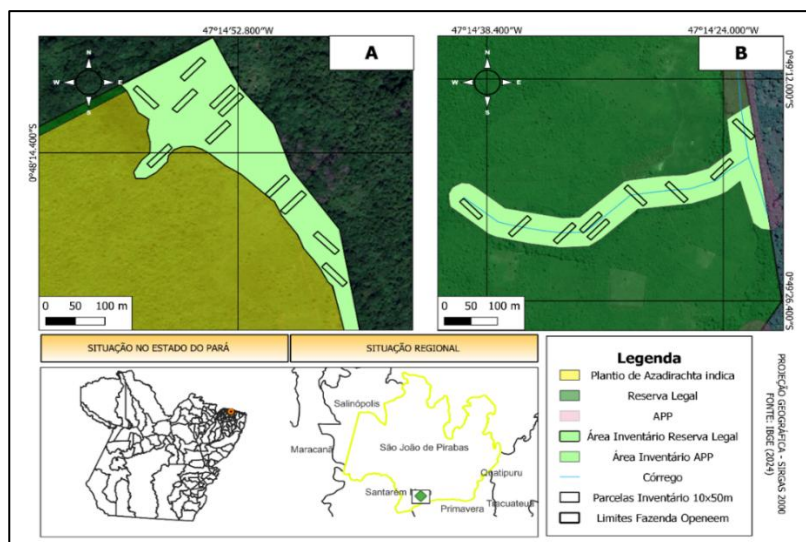 47°14'52.800"W
47°14'38.400"W
47°14'24.000"W
A
B
N
W
E
S
N
W
E
S
0°48'14.400"S
0°49'12.000"S
0°49'26.400"S
0 50 100 m
0 50 100 m
SITUAÇÃO NO ESTADO DO PARÁ
SITUAÇÃO REGIONAL
Salinópolis
Maracanã
São João de Pirabas
Quatipuru
Santarém
Primavera
Legenda
Plantio de Azadirachta indica
Reserva Legal
APP
Área Inventário Reserva Legal
Área Inventário APP
Córrego
Parcelas Inventário 10x50m
Limites Fazenda Openeem
PROJEÇÃO GEOGRÁFICA - SIRGAS 2000
FONTE: IBGE (2024)